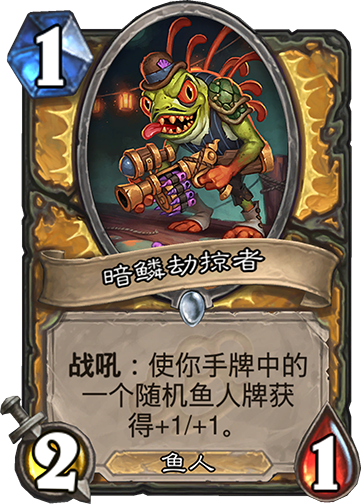 1
暗鳞劫掠者
战吼：使你手牌中的
一个随机鱼人牌获
得+1/+1。
2
鱼人
1